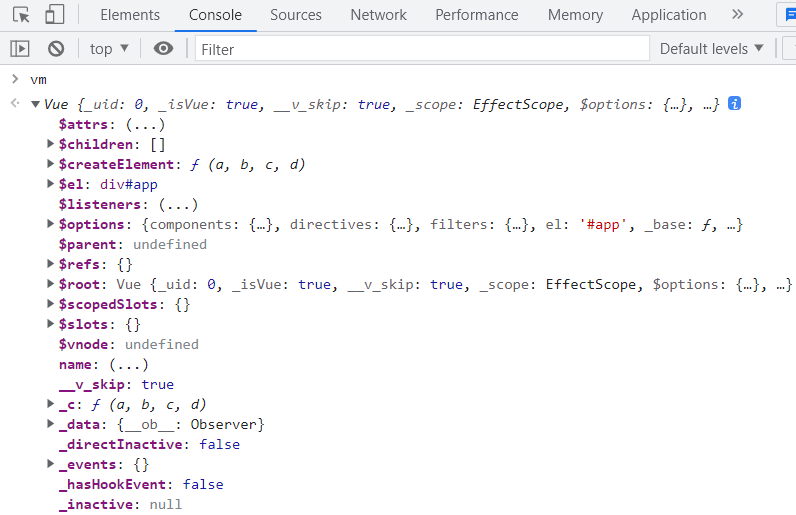 Elements Console Sources Network Performance Memory Application »
top ▼ Filter Default levels ▼
> vm
Vue {_uid: 0, _isVue: true, __v_skip: true, _scope: EffectScope, $options: {…}, …} i
$attrs: (...)
$children: []
$createElement: ƒ (a, b, c, d)
$el: div#app
$listeners: (...)
$options: {components: {…}, directives: {…}, filters: {…}, el: '#app', _base: ƒ, …}
$parent: undefined
$refs: {}
$root: Vue {_uid: 0, _isVue: true, __v_skip: true, _scope: EffectScope, $options: {…}, …}
$scopedSlots: {}
$slots: {}
$vnode: undefined
name: (...)
__v_skip: true
_c: ƒ (a, b, c, d)
_data: {__ob__: Observer}
_directInactive: false
_events: {}
_hasHookEvent: false
_inactive: null